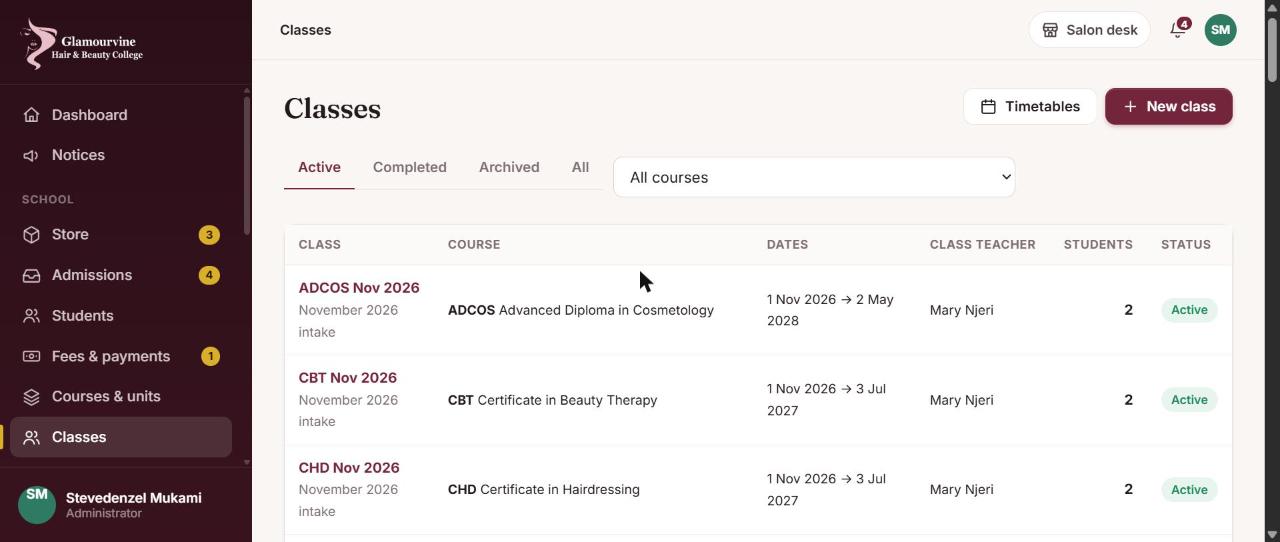 Glamourvine
Hair & Beauty College
Dashboard
Notices
SCHOOL
Store 3
Admissions 4
Students
Fees & payments 1
Courses & units
Classes
SM
Stevedenzel Mukami
Administrator
Classes
Salon desk
4
SM
Classes
Timetables
+ New class
Active Completed Archived All
All courses
CLASS COURSE DATES CLASS TEACHER STUDENTS STATUS
ADCOS Nov 2026
November 2026
intake
ADCOS Advanced Diploma in Cosmetology
1 Nov 2026 → 2 May
2028
Mary Njeri
2
Active
CBT Nov 2026
November 2026
intake
CBT Certificate in Beauty Therapy
1 Nov 2026 → 3 Jul
2027
Mary Njeri
2
Active
CHD Nov 2026
November 2026
intake
CHD Certificate in Hairdressing
1 Nov 2026 → 3 Jul
2027
Mary Njeri
2
Active